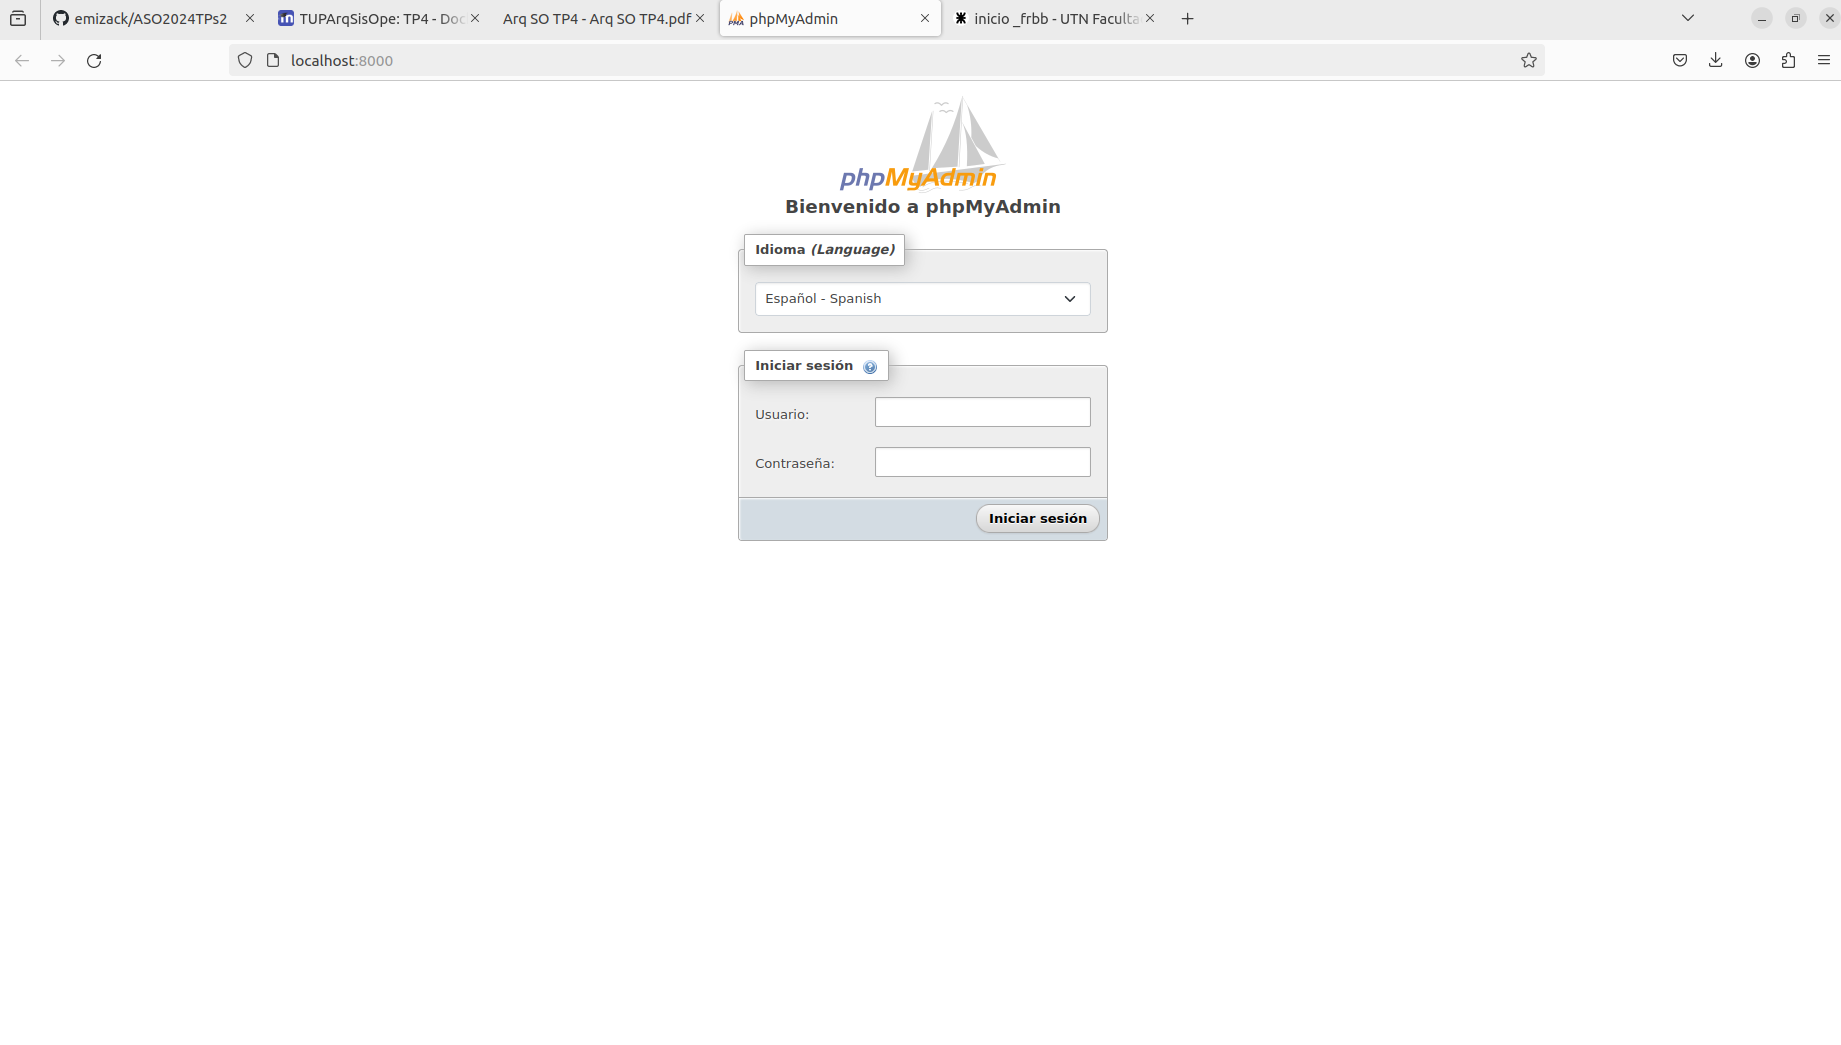 emizack/ASO2024TPs2
TUPArqSisOpe: TP4 - Doc
Arq SO TP4 - Arq SO TP4.pdf
PMA phpMyAdmin
inicio _frbb - UTN Faculta
localhost:8000
phpMyAdmin
Bienvenido a phpMyAdmin
Idioma (Language)
Español - Spanish
Iniciar sesión
Usuario:
Contraseña:
Iniciar sesión